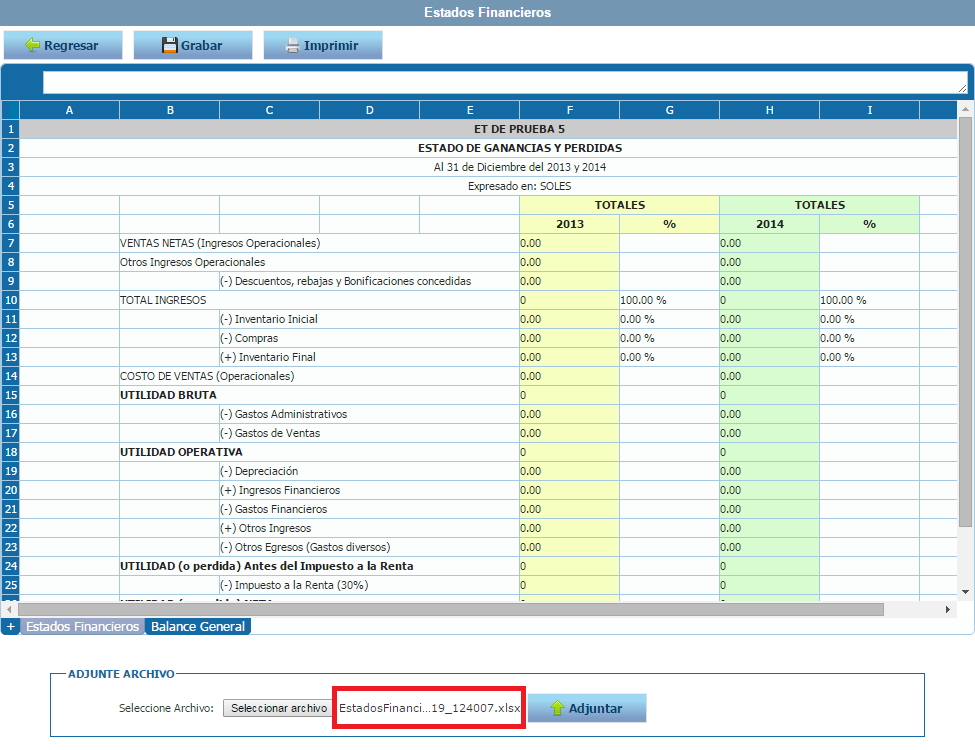 Estados Financieros
Regresar Grabar Imprimir
A B C D E F G H I
1 ET DE PRUEBA 5
2 ESTADO DE GANANCIAS Y PERDIDAS
3 Al 31 de Diciembre del 2013 y 2014
4 Expresado en: SOLES
5 TOTALES TOTALES
6 2013 % 2014 %
7 VENTAS NETAS (Ingresos Operacionales) 0.00 0.00
8 Otros Ingresos Operacionales 0.00 0.00
9 (-) Descuentos, rebajas y Bonificaciones concedidas 0.00 0.00
10 TOTAL INGRESOS 0 100.00 % 0 100.00 %
11 (-) Inventario Inicial 0.00 0.00 % 0.00 0.00 %
12 (-) Compras 0.00 0.00 % 0.00 0.00 %
13 (+) Inventario Final 0.00 0.00 % 0.00 0.00 %
14 COSTO DE VENTAS (Operacionales) 0.00 0.00
15 UTILIDAD BRUTA 0 0
16 (-) Gastos Administrativos 0.00 0.00
17 (-) Gastos de Ventas 0.00 0.00
18 UTILIDAD OPERATIVA 0 0
19 (-) Depreciación 0.00 0.00
20 (+) Ingresos Financieros 0.00 0.00
21 (-) Gastos Financieros 0.00 0.00
22 (+) Otros Ingresos 0.00 0.00
23 (-) Otros Egresos (Gastos diversos) 0.00 0.00
24 UTILIDAD (o perdida) Antes del Impuesto a la Renta 0 0
25 (-) Impuesto a la Renta (30%) 0 0
+ Estados Financieros Balance General
ADJUNTE ARCHIVO
Seleccione Archivo: Seleccionar archivo EstadosFinanci...19_124007.xlsx Adjuntar